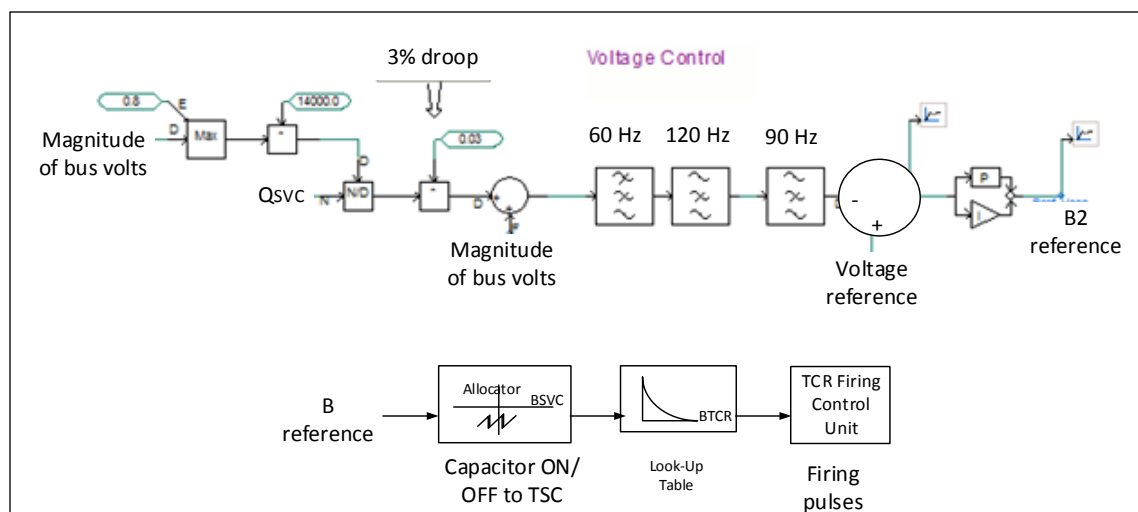 3% droop
Voltage Control
0.8
E
14000.0
D
Max
*
0.03
60 Hz
120 Hz
90 Hz
Magnitude
of bus volts
D
QSVC
N
N/D
*
D
+
F
P
I
-
+
B2
reference
Magnitude
of bus volts
Voltage
reference
B
reference
Allocator
BSVC
BTCR
TCR Firing
Control
Unit
Capacitor ON/
OFF to TSC
Look-Up
Table
Firing
pulses